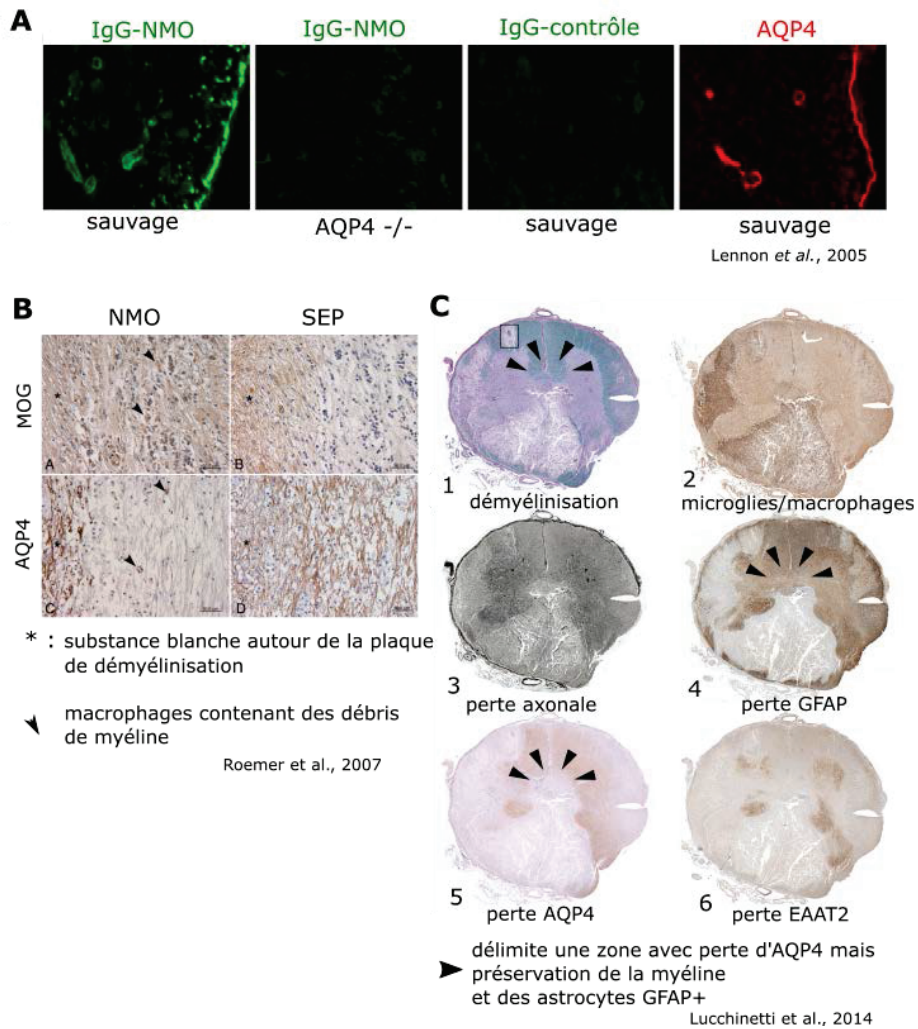 A
IgG-NMO
IgG-NMO
IgG-contrôle
AQP4
sauvage
AQP4 -/-
sauvage
sauvage
Lennon et al., 2005
B
NMO
SEP
MOG
A
B
AQP4
C
D
* : substance blanche autour de la plaque
de démyélinisation
macrophages contenant des débris
de myéline
Roemer et al., 2007
C
1
démyélinisation
2
microglies/macrophages
3
perte axonale
4
perte GFAP
5
perte AQP4
6
perte EAAT2
délimite une zone avec perte d'AQP4 mais
préservation de la myéline
et des astrocytes GFAP+
Lucchinetti et al., 2014